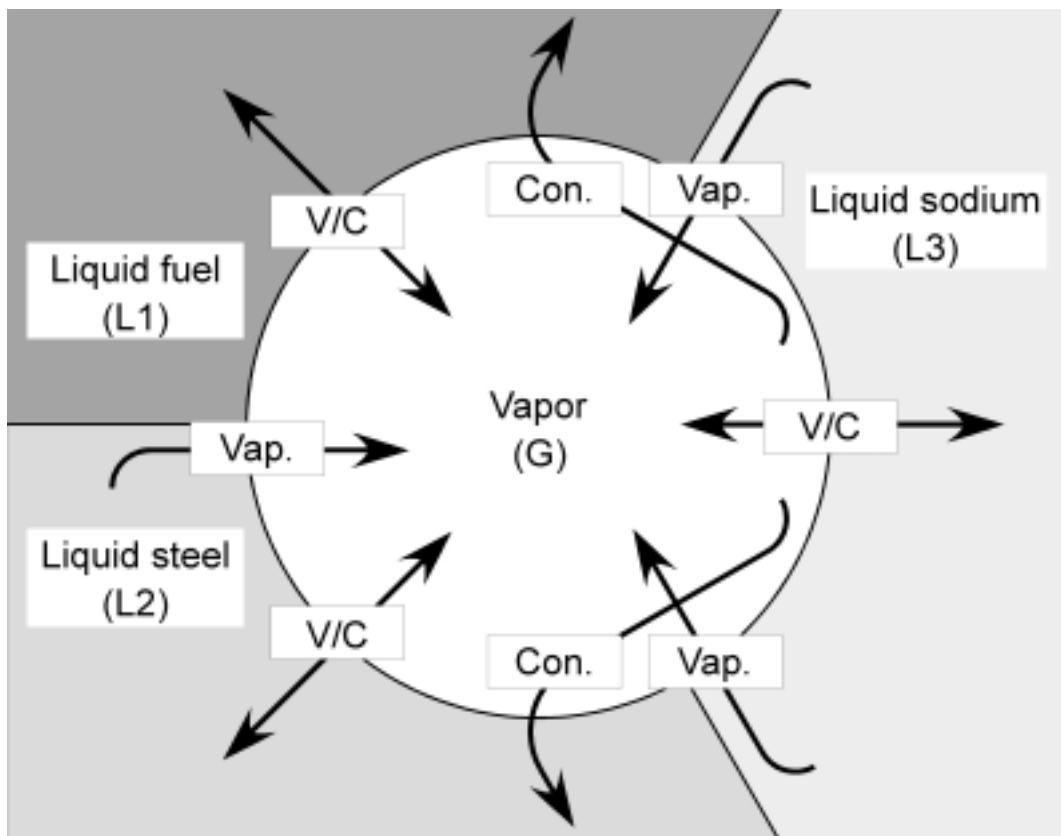 Con.
Vap.
V/C
Liquid sodium
(L3)
Liquid fuel
(L1)
Vapor
(G)
V/C
Vap.
Liquid steel
(L2)
V/C
Con.
Vap.